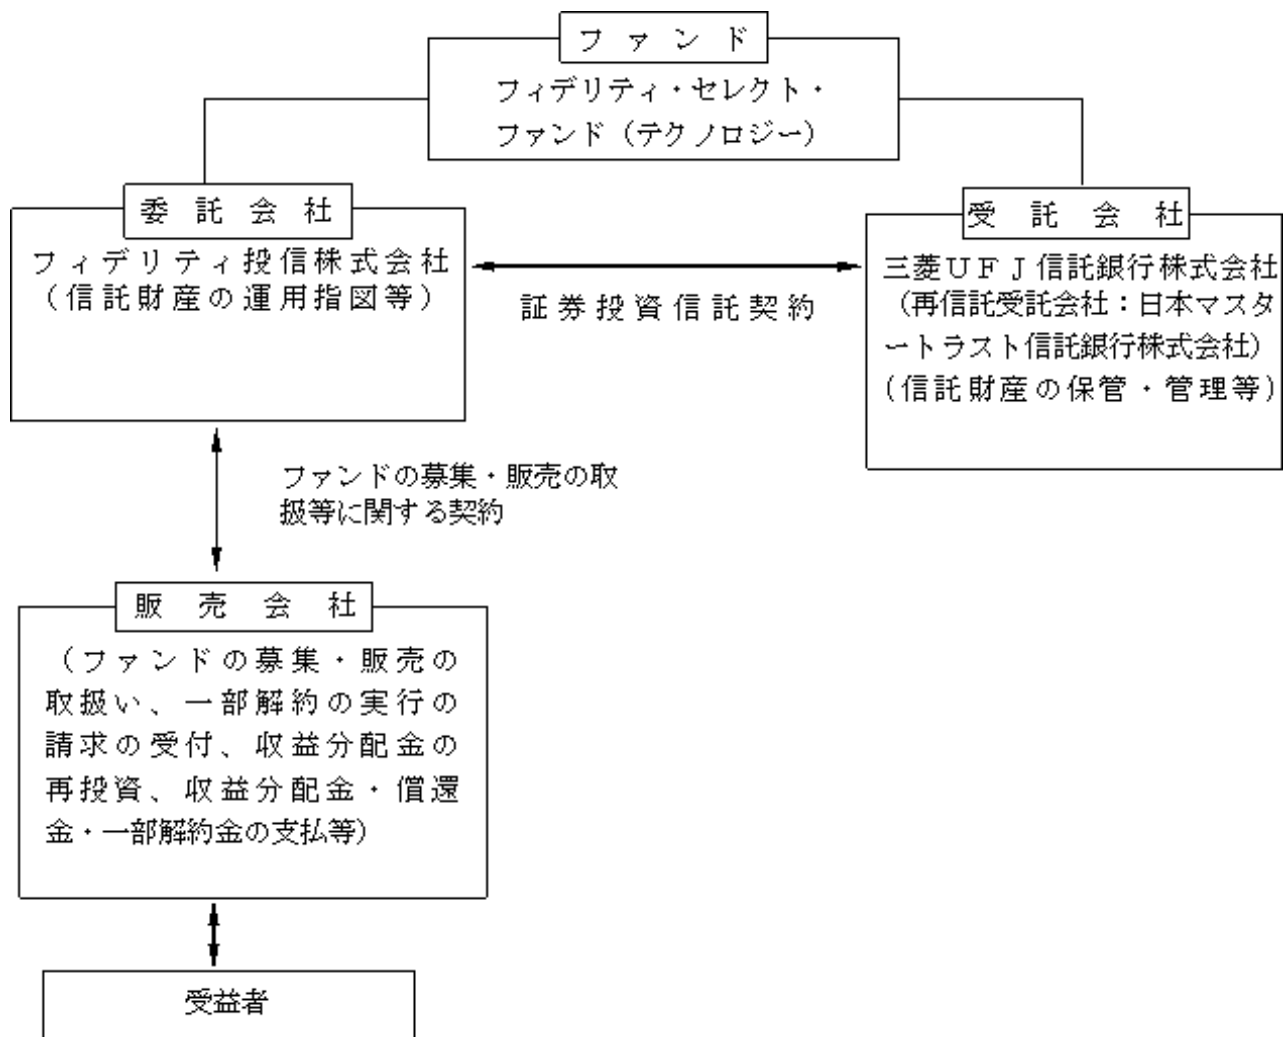 ファンド
フィデリティ・セレクト・
ファンド（テクノロジー）
委託会社
フィデリティ投信株式会社
（信託財産の運用指図等）
証券投資信託契約
受託会社
三菱ＵＦＪ信託銀行株式会社
（再信託受託会社：日本マスタ
ートラスト信託銀行株式会社）
（信託財産の保管・管理等）
ファンドの募集・販売の取
扱等に関する契約
販売会社
（ファンドの募集・販売の
取扱い、一部解約の実行の
請求の受付、収益分配金の
再投資、収益分配金・償還
金・一部解約金の支払等）
受益者